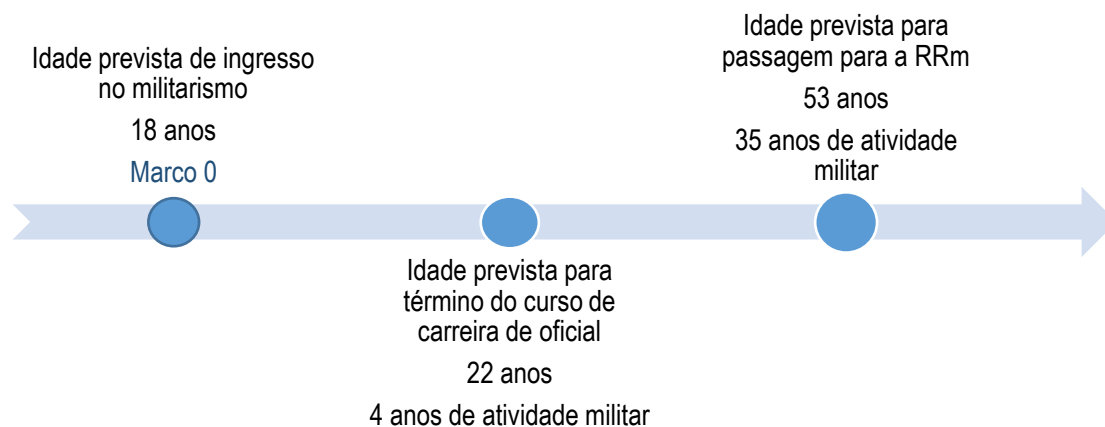 Idade prevista de ingresso
no militarismo
18 anos
Marco 0
Idade prevista para
término do curso de
carreira de oficial
22 anos
4 anos de atividade militar
Idade prevista para
passagem para a RRm
53 anos
35 anos de atividade
militar